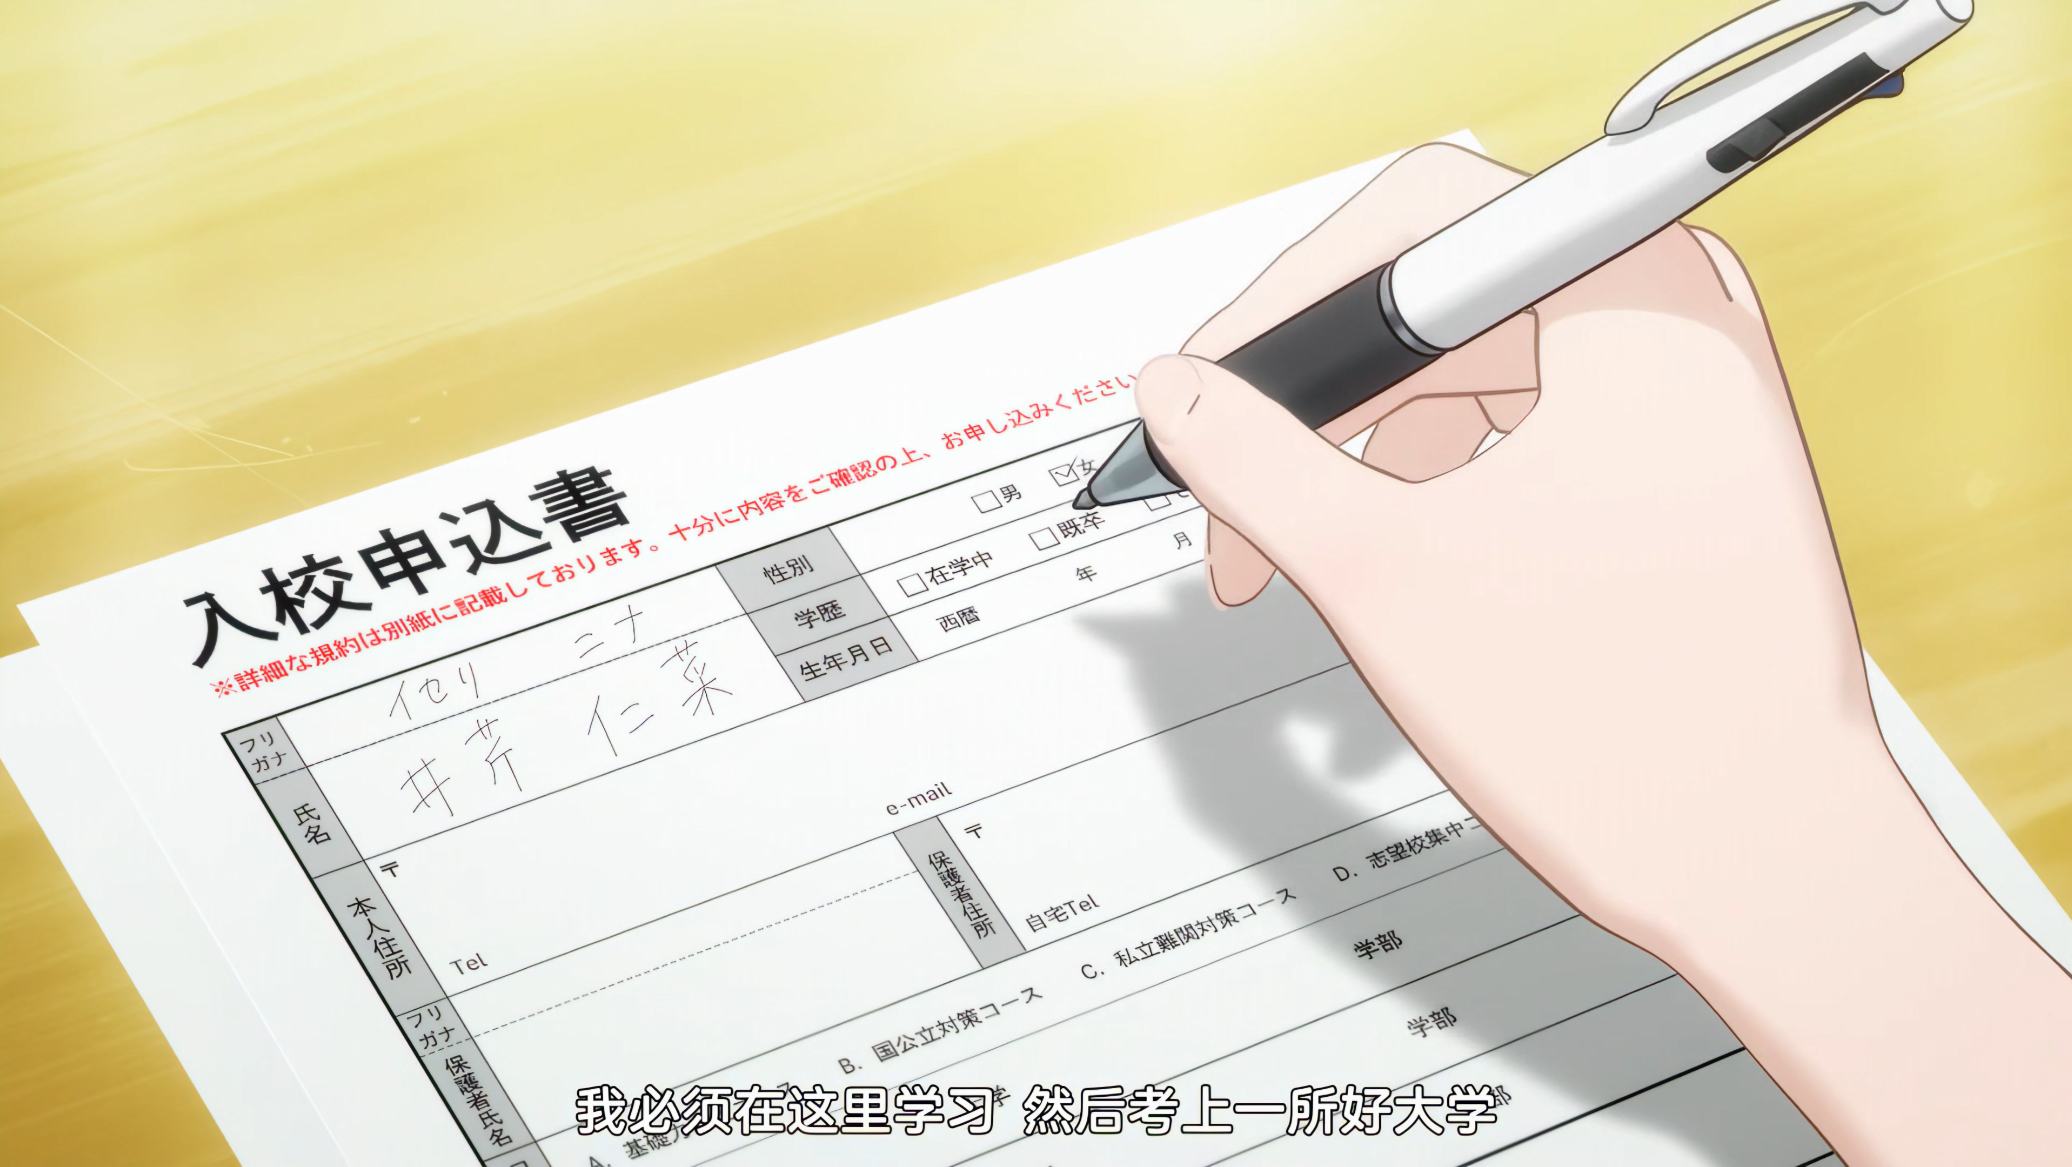 入校申込書
※詳細な規約は別紙に記載しております。十分に内容をご確認の上、お申し込みください
フリガナ
イセリ ニナ
氏名
井芹 仁菜
性別
□男 ☑女
学歴
□在学中 □既卒 □
生年月日
西暦 年 月
本人住所
〒
Tel
e-mail
フリガナ
保護者氏名
保護者住所
〒
自宅Tel
A. 基礎力
B. 国公立対策コース
C. 私立難関対策コース
D. 志望校集中コ
学部
学 学部
部
我必须在这里学习 然后考上一所好大学